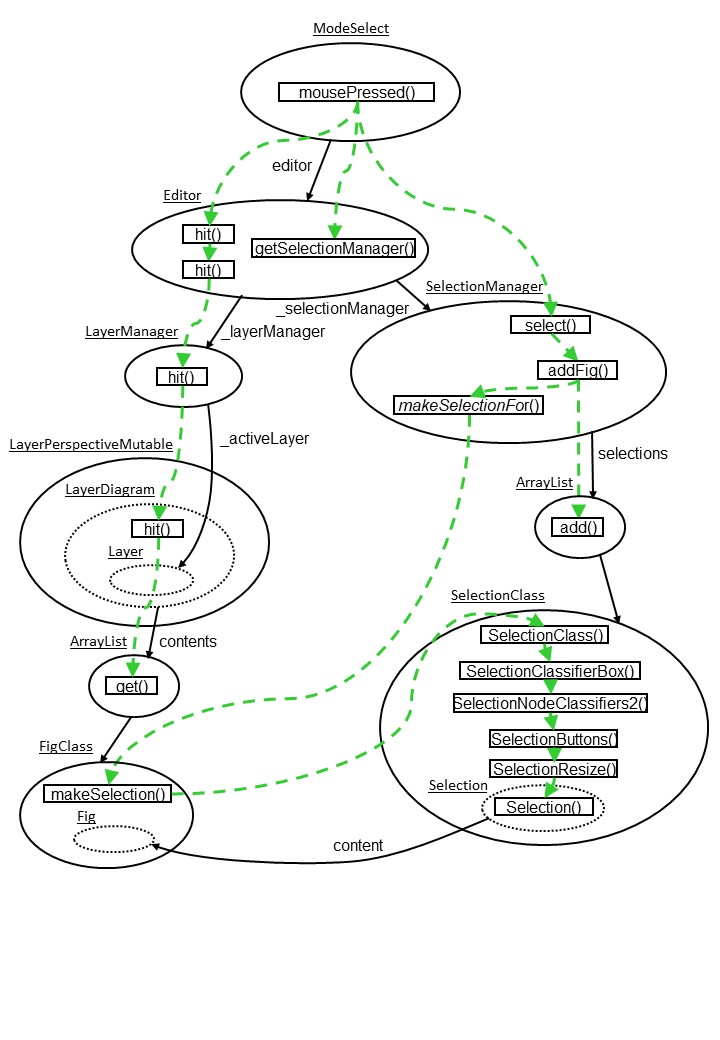 ModeSelect
mousePressed()
editor
Editor
hit()
getSelectionManager()
hit()
SelectionManager
_selectionManager
select()
LayerManager
_layerManager
hit()
addFig()
makeSelectionFor()
_activeLayer
LayerPerspectiveMutable
selections
LayerDiagram
ArrayList
hit()
add()
Layer
SelectionClass
ArrayList
contents
SelectionClass()
SelectionClassifierBox()
get()
SelectionNodeClassifiers2()
FigClass
SelectionButtons()
SelectionResize()
Selection
makeSelection()
Selection()
Fig
content